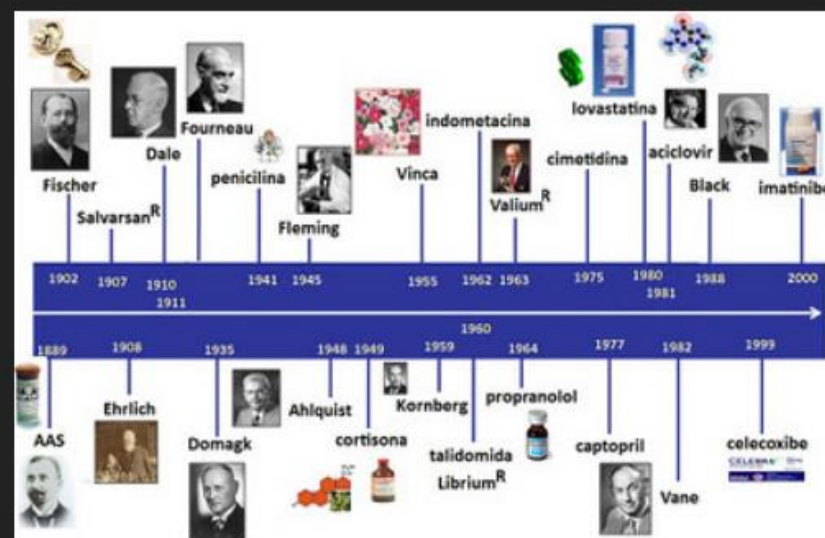 Fischer
Salvarsan R
Dale
Fourneau
penicilina
Fleming
Vinca
indometacina
Valium R
cimetidina
lovastatina
aciclovir
Black
imatinibe
1902 1907 1910 1941 1945 1955 1962 1963 1975 1980 1988 2000
1911 1981
1960
1889 1908 1935 1948 1949 1959 1964 1977 1982 1999
AAS
Ehrlich
Domagk
Ahlquist
cortisona
Kornberg
talidomida
Librium R
propranolol
captopril
Vane
celecoxibe
CELEBRA